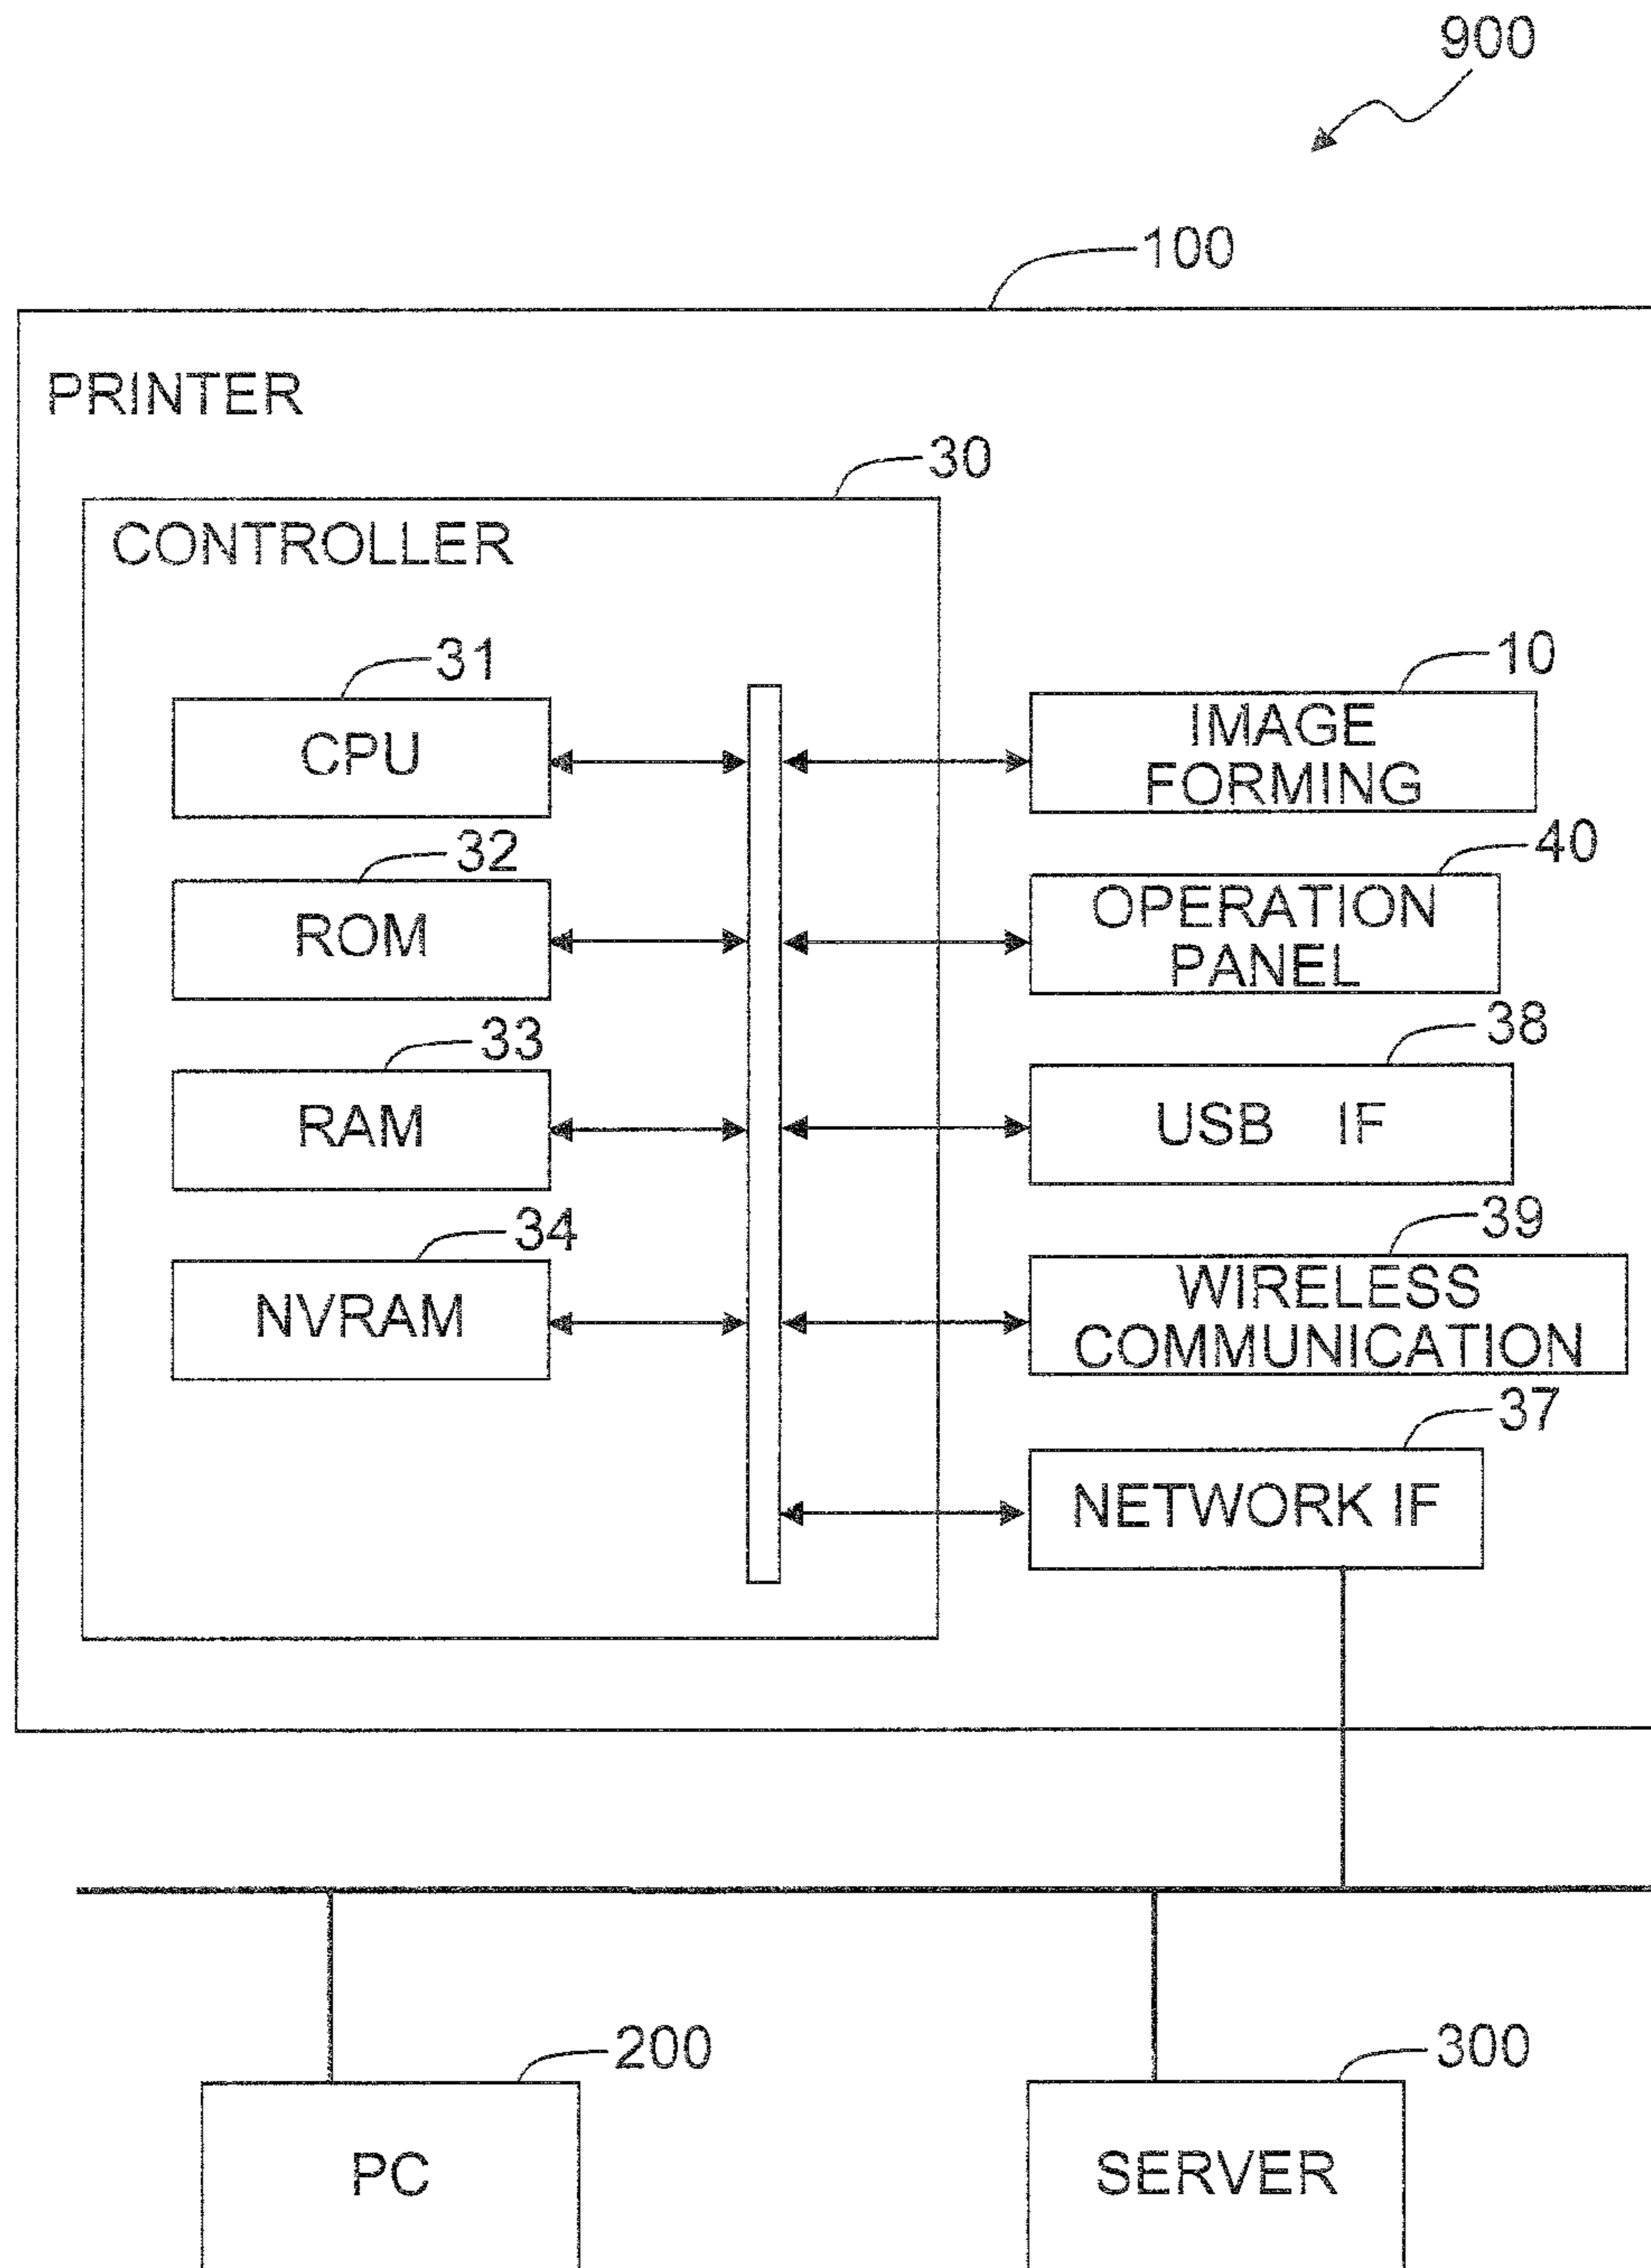 900
100
PRINTER
30
CONTROLLER
31
CPU
32
ROM
33
RAM
34
NVRAM
10
IMAGE
FORMING
40
OPERATION
PANEL
38
USB IF
39
WIRELESS
COMMUNICATION
37
NETWORK IF
200
PC
300
SERVER